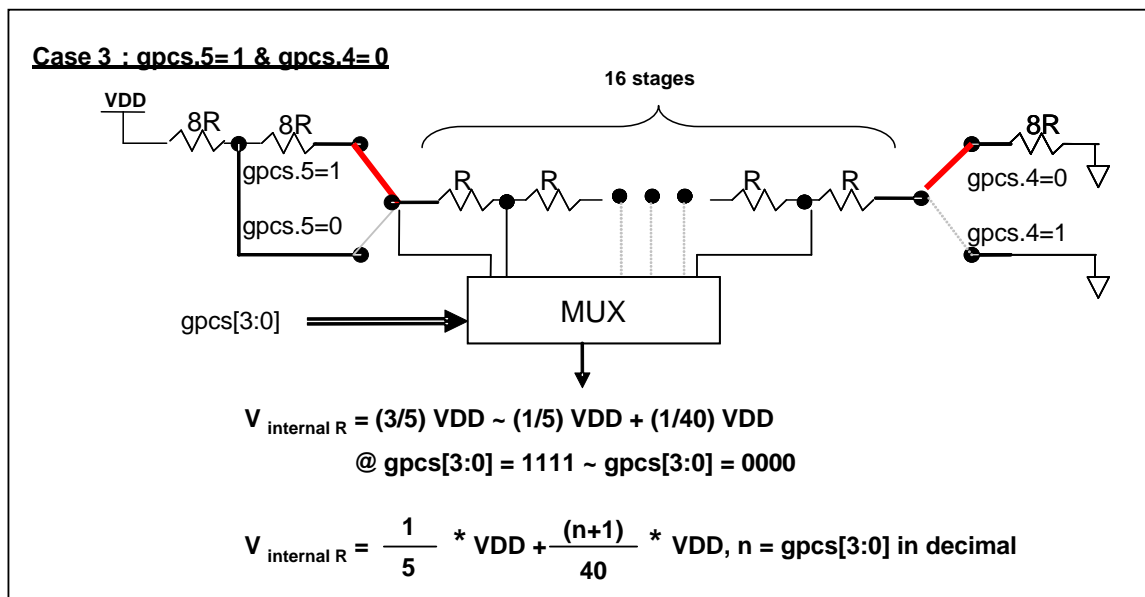 Case 3 : gpcs.5= 1 & gpcs.4= 0
16 stages
VDD
8R
8R
8R
gpcs.5=1
gpcs.4=0
R
R
R
R
gpcs.5=0
gpcs.4=1
MUX
gpcs[3:0]
V internal R = (3/5) VDD ~ (1/5) VDD + (1/40) VDD
@ gpcs[3:0] = 1111 ~ gpcs[3:0] = 0000
V internal R = 1/5 * VDD + (n+1)/40 * VDD, n = gpcs[3:0] in decimal